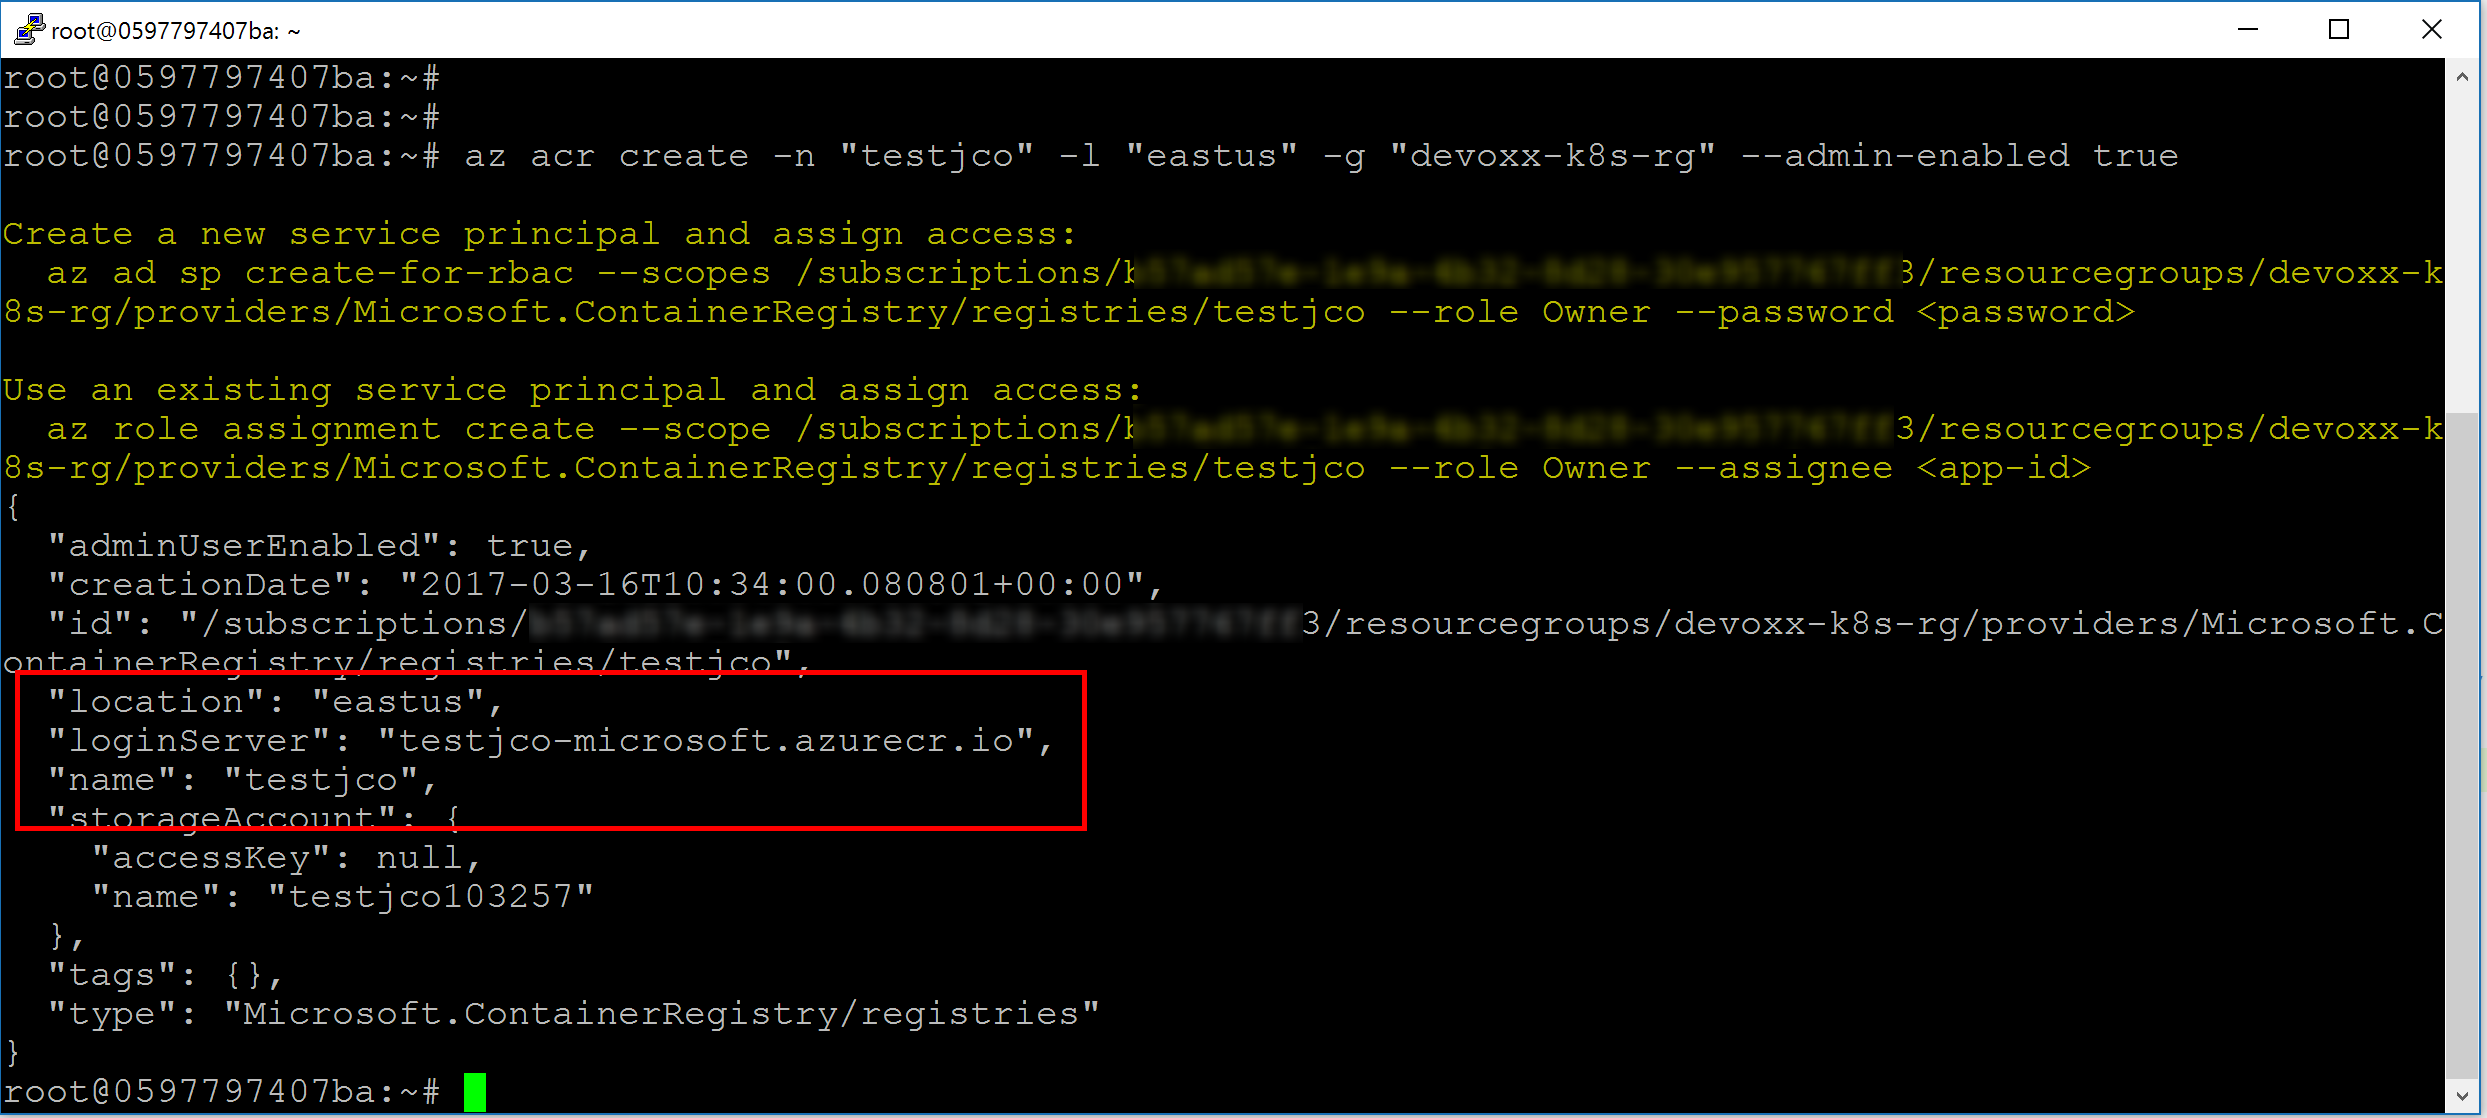 root@0597797407ba: ~
root@0597797407ba:~#
root@0597797407ba:~#
root@0597797407ba:~# az acr create -n "testjco" -l "eastus" -g "devoxx-k8s-rg" --admin-enabled true
Create a new service principal and assign access:
az ad sp create-for-rbac --scopes /subscriptions/ 3/resourcegroups/devoxx-k
8s-rg/providers/Microsoft.ContainerRegistry/registries/testjco --role Owner --password <password>
Use an existing service principal and assign access:
az role assignment create --scope /subscriptions/ 3/resourcegroups/devoxx-k
8s-rg/providers/Microsoft.ContainerRegistry/registries/testjco --role Owner --assignee <app-id>
{
"adminUserEnabled": true,
"creationDate": "2017-03-16T10:34:00.080801+00:00",
"id": "/subscriptions/ 3/resourcegroups/devoxx-k8s-rg/providers/Microsoft.C
ontainerRegistry/registries/testjco",
"location": "eastus",
"loginServer": "testjco-microsoft.azurecr.io",
"name": "testjco",
"storageAccount": {
"accessKey": null,
"name": "testjco103257"
},
"tags": {},
"type": "Microsoft.ContainerRegistry/registries"
}
root@0597797407ba:~#